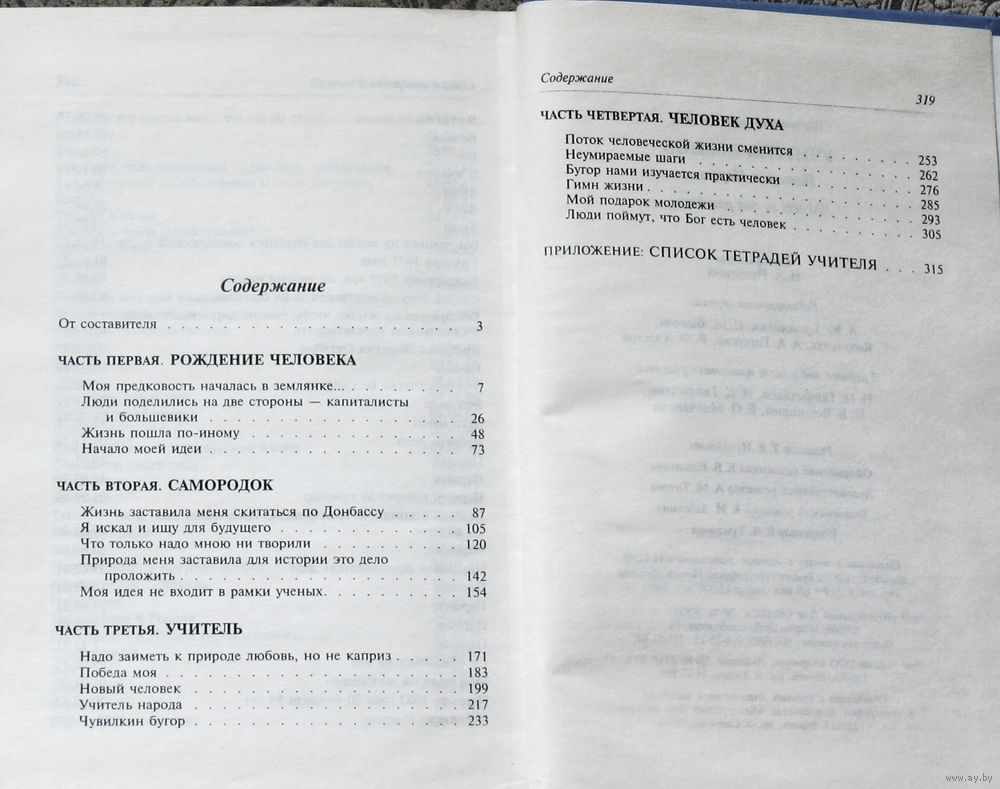 Содержание
От составителя . . . . . . . . . . . . . . . . . . . . 3
ЧАСТЬ ПЕРВАЯ. РОЖДЕНИЕ ЧЕЛОВЕКА
Моя предковость началась в землянке... . . . . . . . . 7
Люди поделились на две стороны — капиталисты
и большевики . . . . . . . . . . . . . . . . . 26
Жизнь пошла по-иному . . . . . . . . . . . . . . 48
Начало моей идеи . . . . . . . . . . . . . . . . 73
ЧАСТЬ ВТОРАЯ. САМОРОДОК
Жизнь заставила меня скитаться по Донбассу . . . . . 87
Я искал и ищу для будущего . . . . . . . . . . . . 105
Что только надо мною ни творили . . . . . . . . . . 120
Природа меня заставила для истории это дело
проложить . . . . . . . . . . . . . . . . . . 142
Моя идея не входит в рамки ученых. . . . . . . . . . 154
ЧАСТЬ ТРЕТЬЯ. УЧИТЕЛЬ
Надо заиметь к природе любовь, но не каприз . . . . . 171
Победа моя . . . . . . . . . . . . . . . . . . 183
Новый человек . . . . . . . . . . . . . . . . . 199
Учитель народа . . . . . . . . . . . . . . . . . 217
Чувилкин бугор . . . . . . . . . . . . . . . . . 233
Содержание 319
ЧАСТЬ ЧЕТВЕРТАЯ. ЧЕЛОВЕК ДУХА
Поток человеческой жизни сменится . . . . . . . . . 253
Неумираемые шаги . . . . . . . . . . . . . . . . 262
Бугор нами изучается практически . . . . . . . . . . 276
Гимн жизни . . . . . . . . . . . . . . . . . . . 285
Мой подарок молодежи . . . . . . . . . . . . . . 293
Люди поймут, что Бог есть человек . . . . . . . . . . 305
ПРИЛОЖЕНИЕ: СПИСОК ТЕТРАДЕЙ УЧИТЕЛЯ . . . 315
www.ay.by